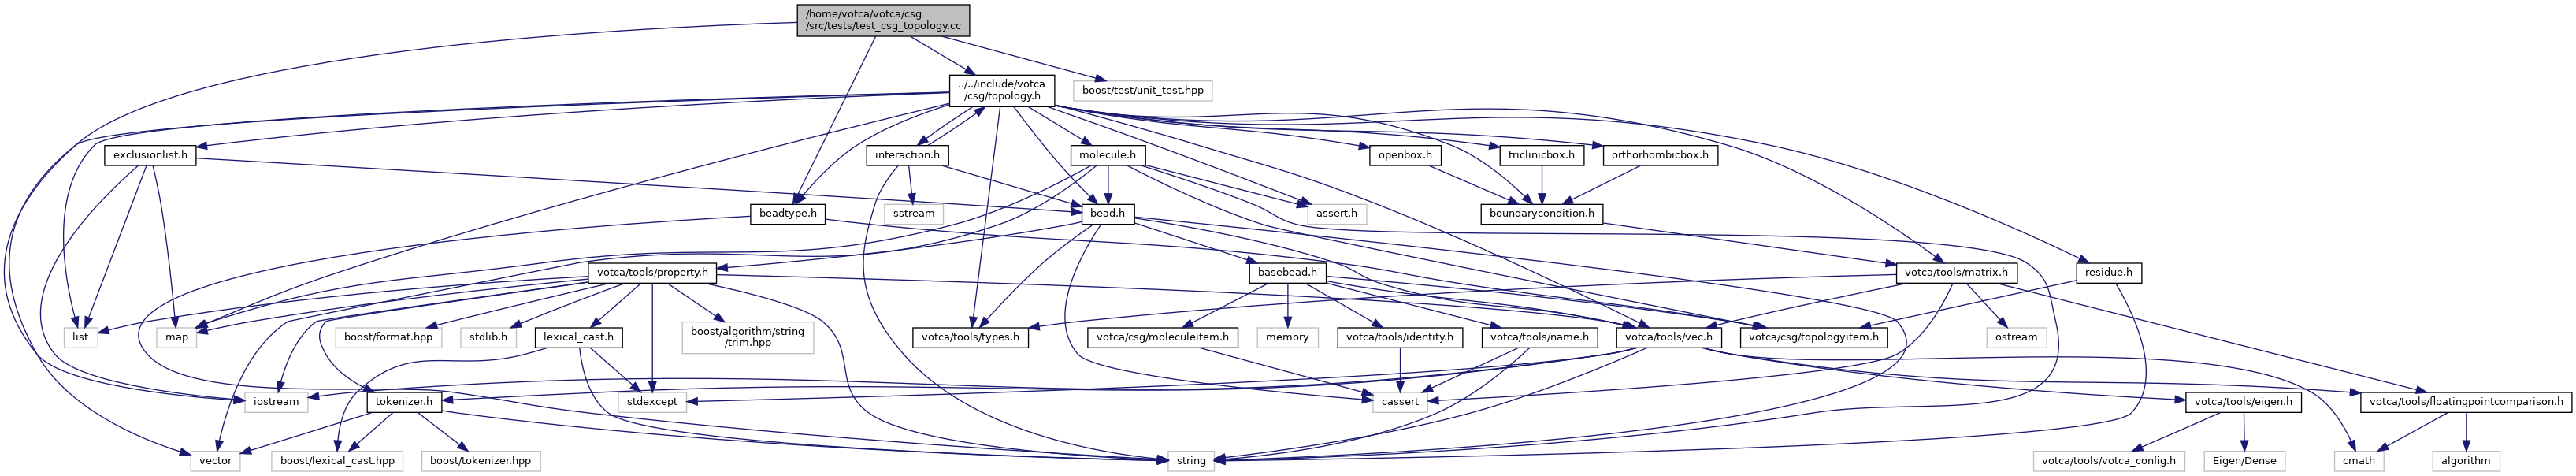 /home/votca/votca/csg
/src/tests/test_csg_topology.cc
../../include/votca
/csg/topology.h
boost/test/unit_test.hpp
exclusionlist.h
interaction.h
molecule.h
openbox.h
triclinicbox.h
orthorhombicbox.h
beadtype.h
sstream
bead.h
assert.h
boundarycondition.h
votca/tools/property.h
basebead.h
votca/tools/matrix.h
residue.h
list
map
boost/format.hpp
stdlib.h
lexical_cast.h
boost/algorithm/string
/trim.hpp
votca/tools/types.h
votca/csg/moleculeitem.h
memory
votca/tools/identity.h
votca/tools/name.h
votca/tools/vec.h
votca/csg/topologyitem.h
ostream
iostream
tokenizer.h
stdexcept
cassert
votca/tools/eigen.h
votca/tools/floatingpointcomparison.h
vector
boost/lexical_cast.hpp
boost/tokenizer.hpp
string
votca/tools/votca_config.h
Eigen/Dense
cmath
algorithm